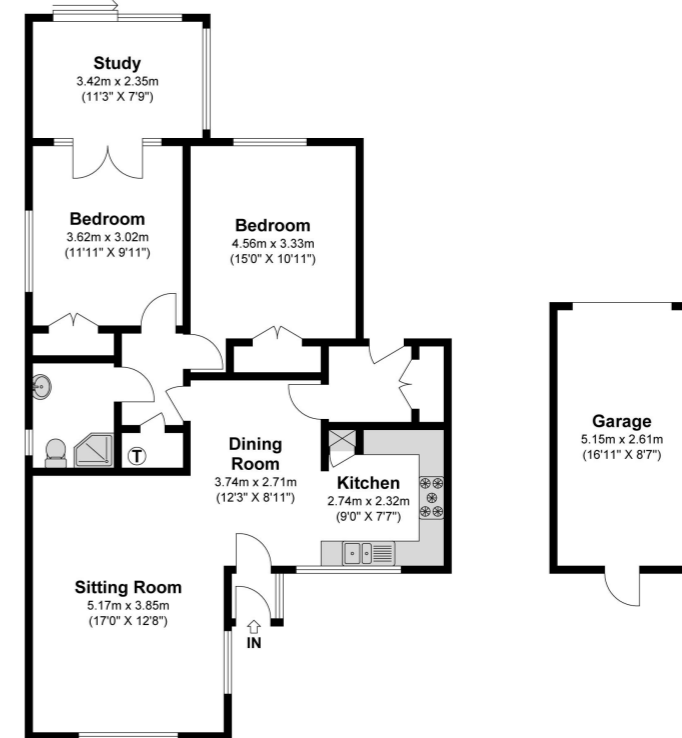 Study
3.42m x 2.35m
(11'3" X 7'9")
Bedroom
3.62m x 3.02m
(11'11" X 9'11")
Bedroom
4.56m x 3.33m
(15'0" X 10'11")
Garage
5.15m x 2.61m
(16'11" X 8'7")
T
Dining
Room
3.74m x 2.71m
(12'3" X 8'11")
Kitchen
2.74m x 2.32m
(9'0" X 7'7")
Sitting Room
5.17m x 3.85m
(17'0" X 12'8")
IN